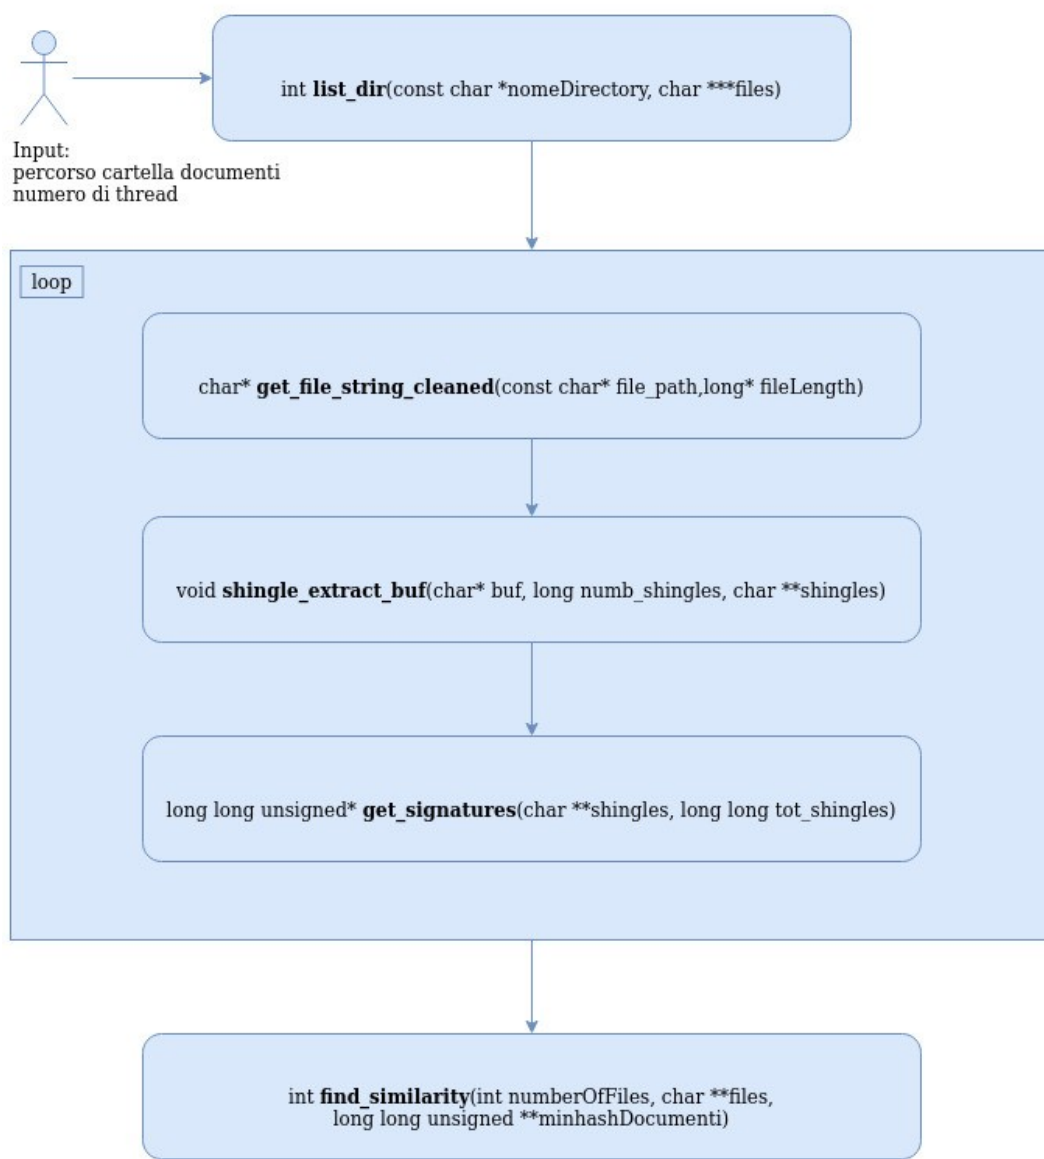 int list_dir(const char *nomeDirectory, char ***files)
Input:
percorso cartella documenti
numero di thread
loop
char* get_file_string_cleaned(const char* file_path,long* fileLength)
void shingle_extract_buf(char* buf, long numb_shingles, char **shingles)
long long unsigned* get_signatures(char **shingles, long long tot_shingles)
int find_similarity(int numberOfFiles, char **files,
long long unsigned **minhashDocumenti)